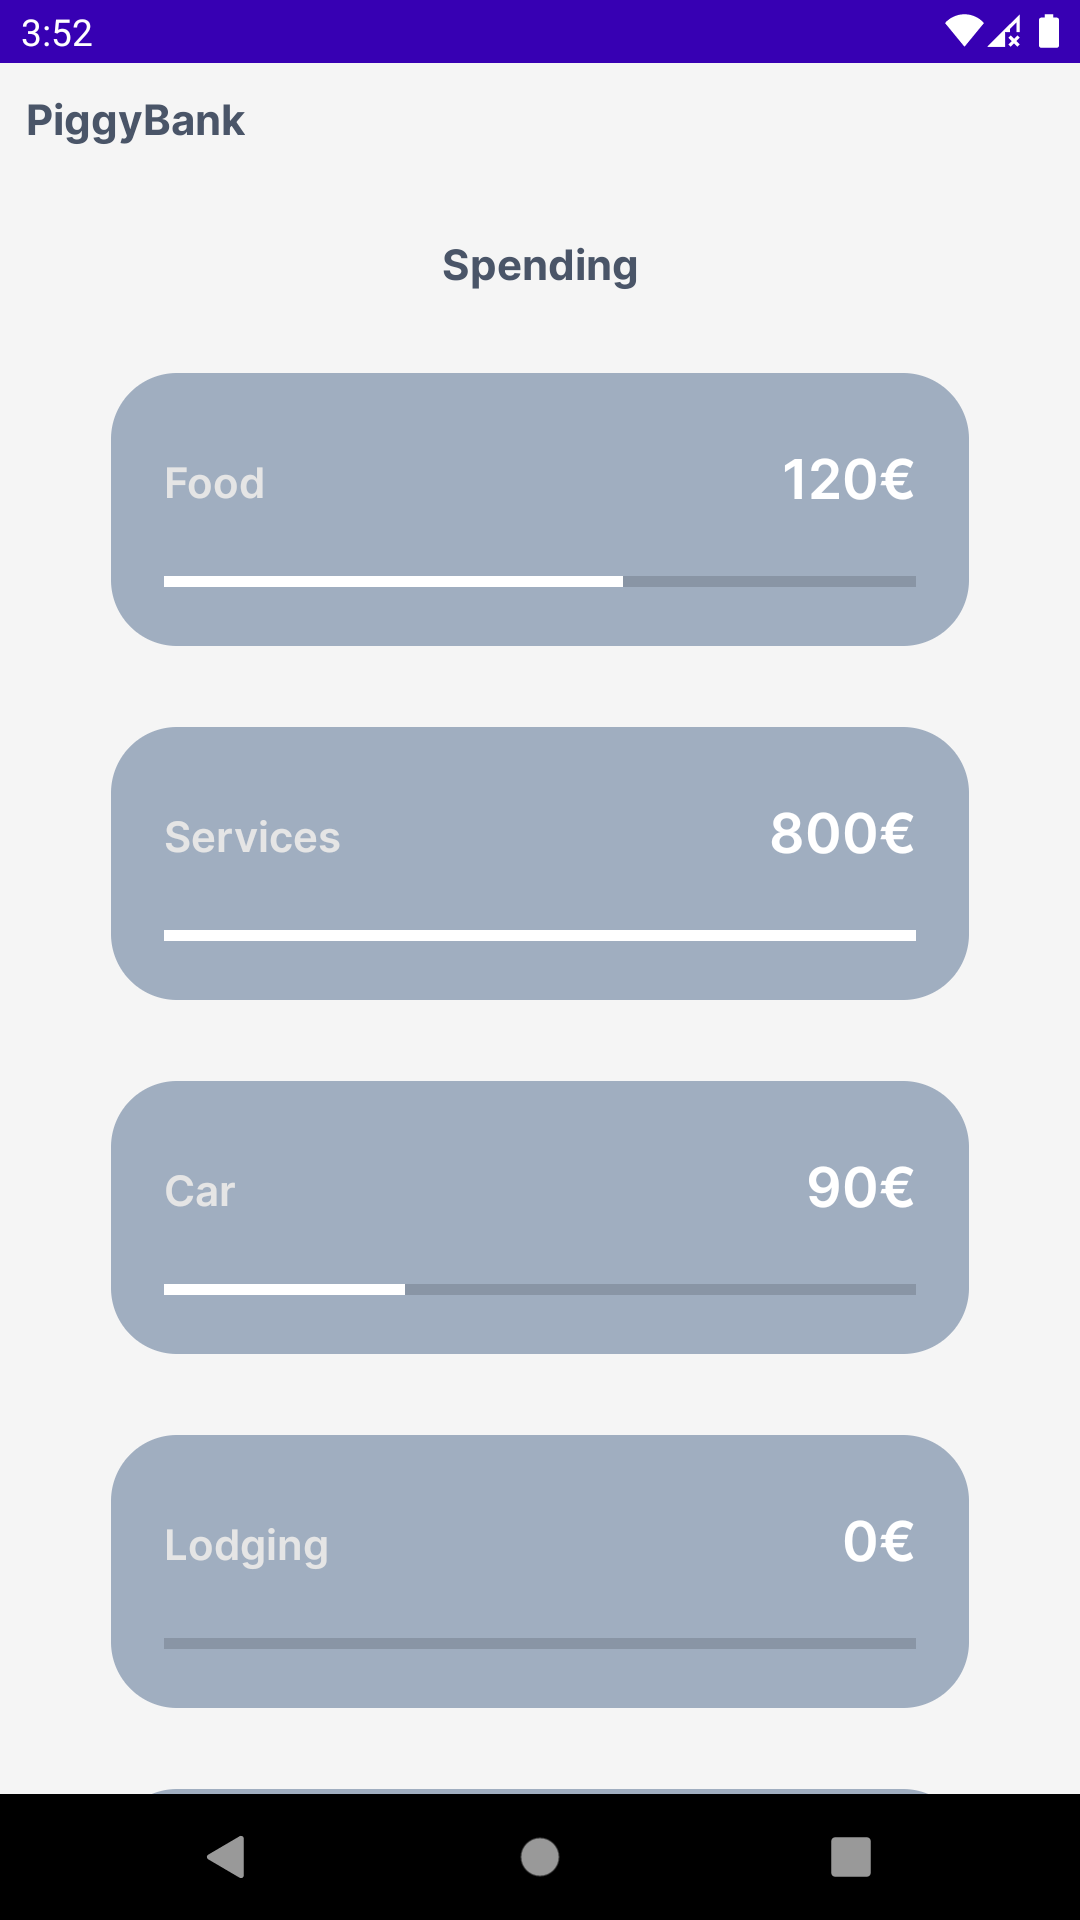 3:52
PiggyBank
Spending
Food 120€
Services 800€
Car 90€
Lodging 0€